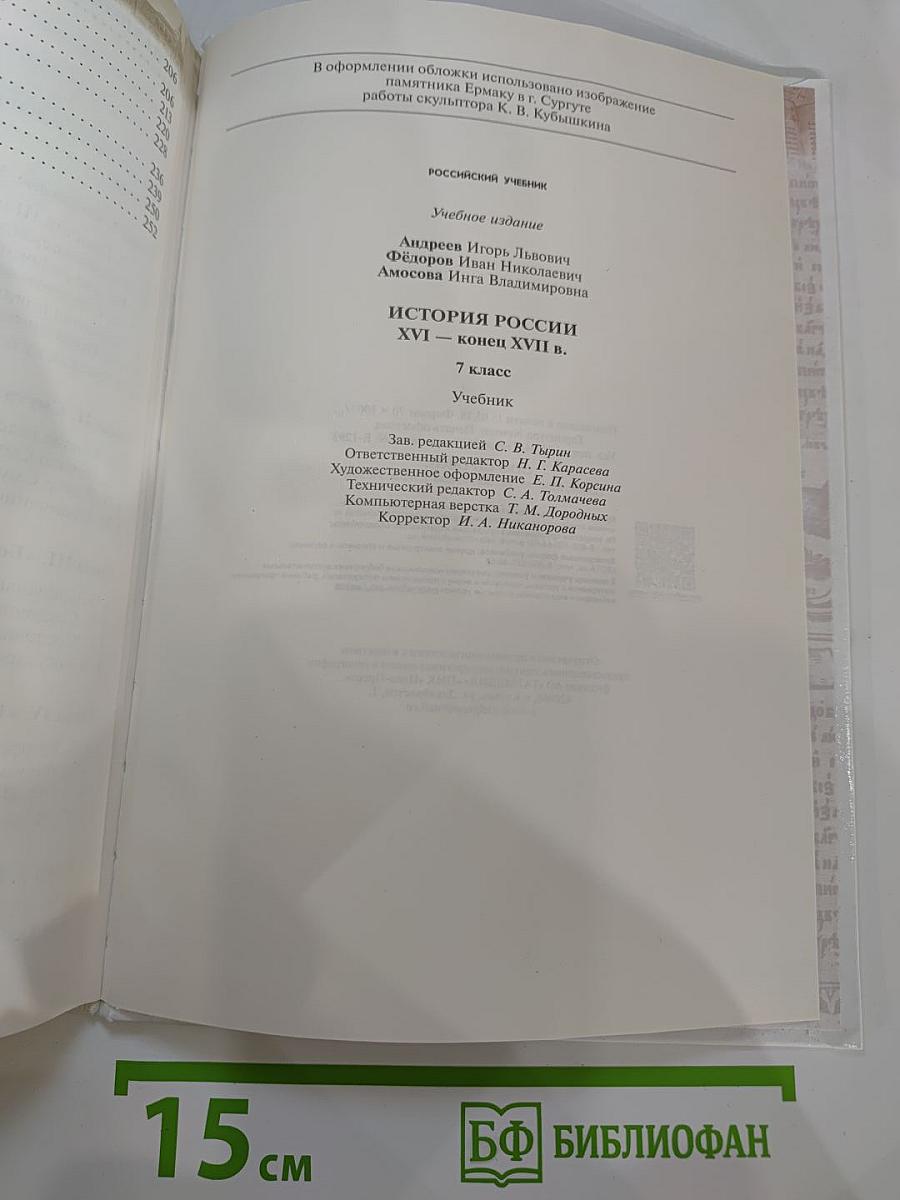 206
206
213
220
228
236
239
250
252
В оформлении обложки использовано изображение
памятника Ермаку в г. Сургуте
работы скульптора К. В. Кубышкина
РОССИЙСКИЙ УЧЕБНИК
Учебное издание
Андреев Игорь Львович
Фёдоров Иван Николаевич
Амосова Инга Владимировна
ИСТОРИЯ РОССИИ
XVI — конец XVII в.
7 класс
Учебник
Зав. редакцией С. В. Тырин
Ответственный редактор Н. Г. Карасева
Художественное оформление Е. П. Корсина
Технический редактор С. А. Толмачева
Компьютерная верстка Т. М. Дородных
Корректор И. А. Никанорова
15 см
БФ БИБЛИОФАН